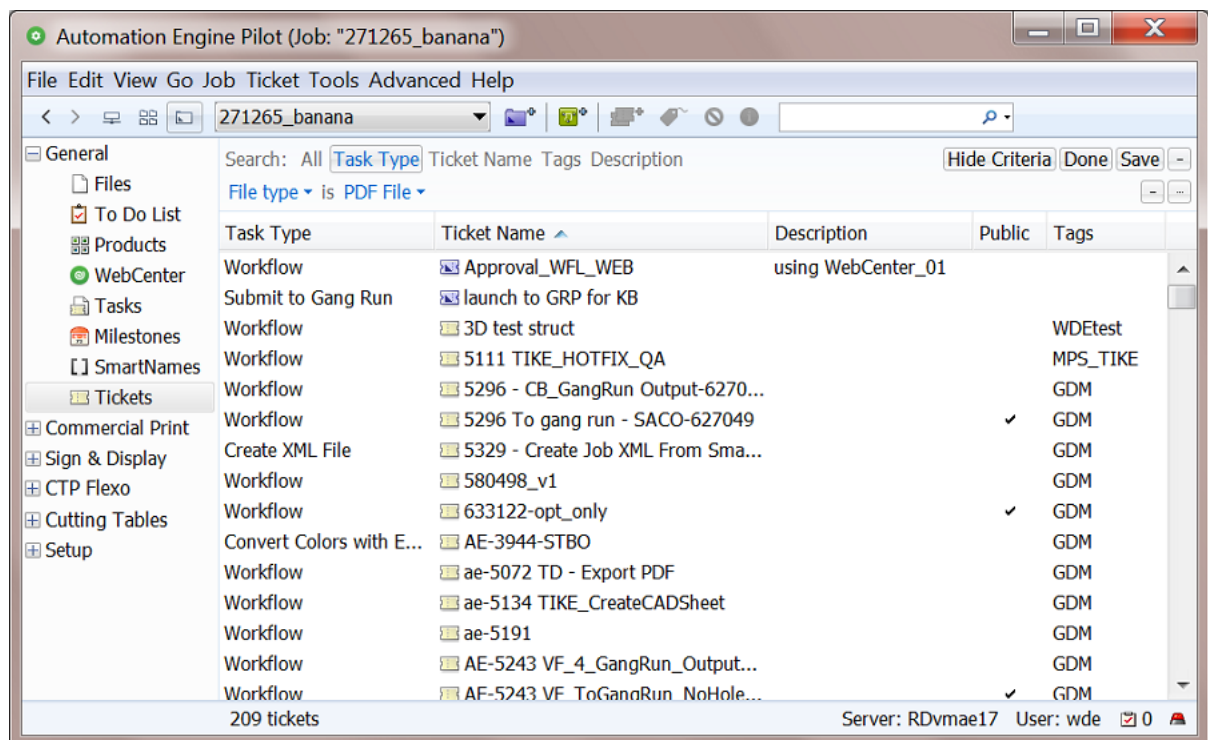 Automation Engine Pilot (Job: "271265_banana")
File Edit View Go Job Ticket Tools Advanced Help
271265_banana
General
Files
To Do List
Products
WebCenter
Tasks
Milestones
SmartNames
Tickets
Commercial Print
Sign & Display
CTP Flexo
Cutting Tables
Setup
Search: All Task Type Ticket Name Tags Description Hide Criteria Done Save
File type is PDF File
Task Type Ticket Name Description Public Tags
Workflow Approval_WFL_WEB using WebCenter_01
Submit to Gang Run launch to GRP for KB
Workflow 3D test struct WDEtest
Workflow 5111 TIKE_HOTFIX_QA MPS_TIKE
Workflow 5296 - CB_GangRun Output-6270... GDM
Workflow 5296 To gang run - SACO-627049 ✔ GDM
Create XML File 5329 - Create Job XML From Sma... GDM
Workflow 580498_v1 GDM
Workflow 633122-opt_only ✔ GDM
Convert Colors with E... AE-3944-STBO GDM
Workflow ae-5072 TD - Export PDF GDM
Workflow ae-5134 TIKE_CreateCADSheet GDM
Workflow ae-5191 GDM
Workflow AE-5243 VF_4_GangRun_Output... GDM
Workflow AE-5243 VF_ToGangRun_NoHole... ✔ GDM
209 tickets Server: RDvmae17 User: wde 0